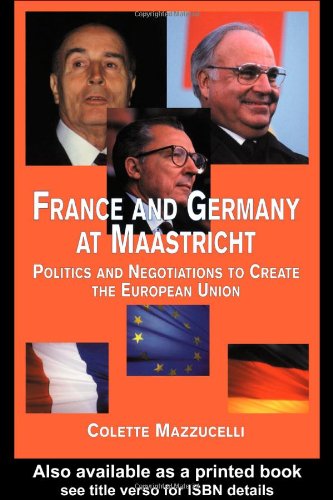 FRANCE AND GERMANY
AT MAASTRICHT
POLITICS AND NEGOTIATIONS TO CREATE
THE EUROPEAN UNION
COLETTE MAZZUCELLI
Also available as a printed book
see title verso for ISBN details